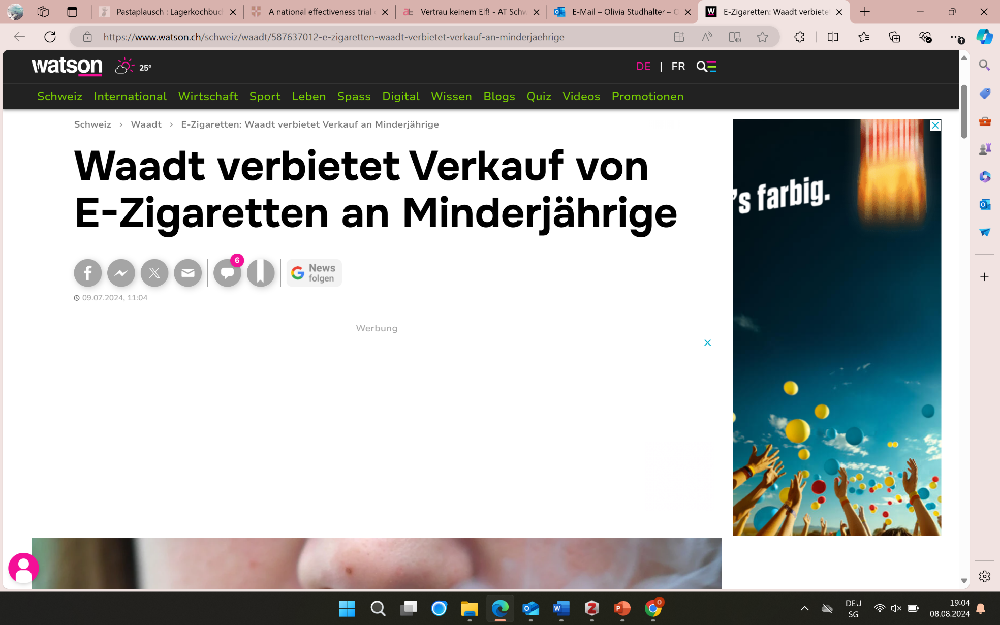 Pastaplausch : Lagerkochbuch
A national effectiveness trial
Vertrau keinem Elf! - AT Schw
E-Mail – Olivia Studhalter –
E-Zigaretten: Waadt verbietet
https://www.watson.ch/schweiz/waadt/587637012-e-zigaretten-waadt-verbietet-verkauf-an-minderjaehrige
watson
25°
DE | FR
Schweiz International Wirtschaft Sport Leben Spass Digital Wissen Blogs Quiz Videos Promotionen
Schweiz › Waadt › E-Zigaretten: Waadt verbietet Verkauf an Minderjährige
Waadt verbietet Verkauf von
E-Zigaretten an Minderjährige
6
News
folgen
09.07.2024, 11:04
Werbung
's farbig.
DEU
SG
19:04
08.08.2024
0